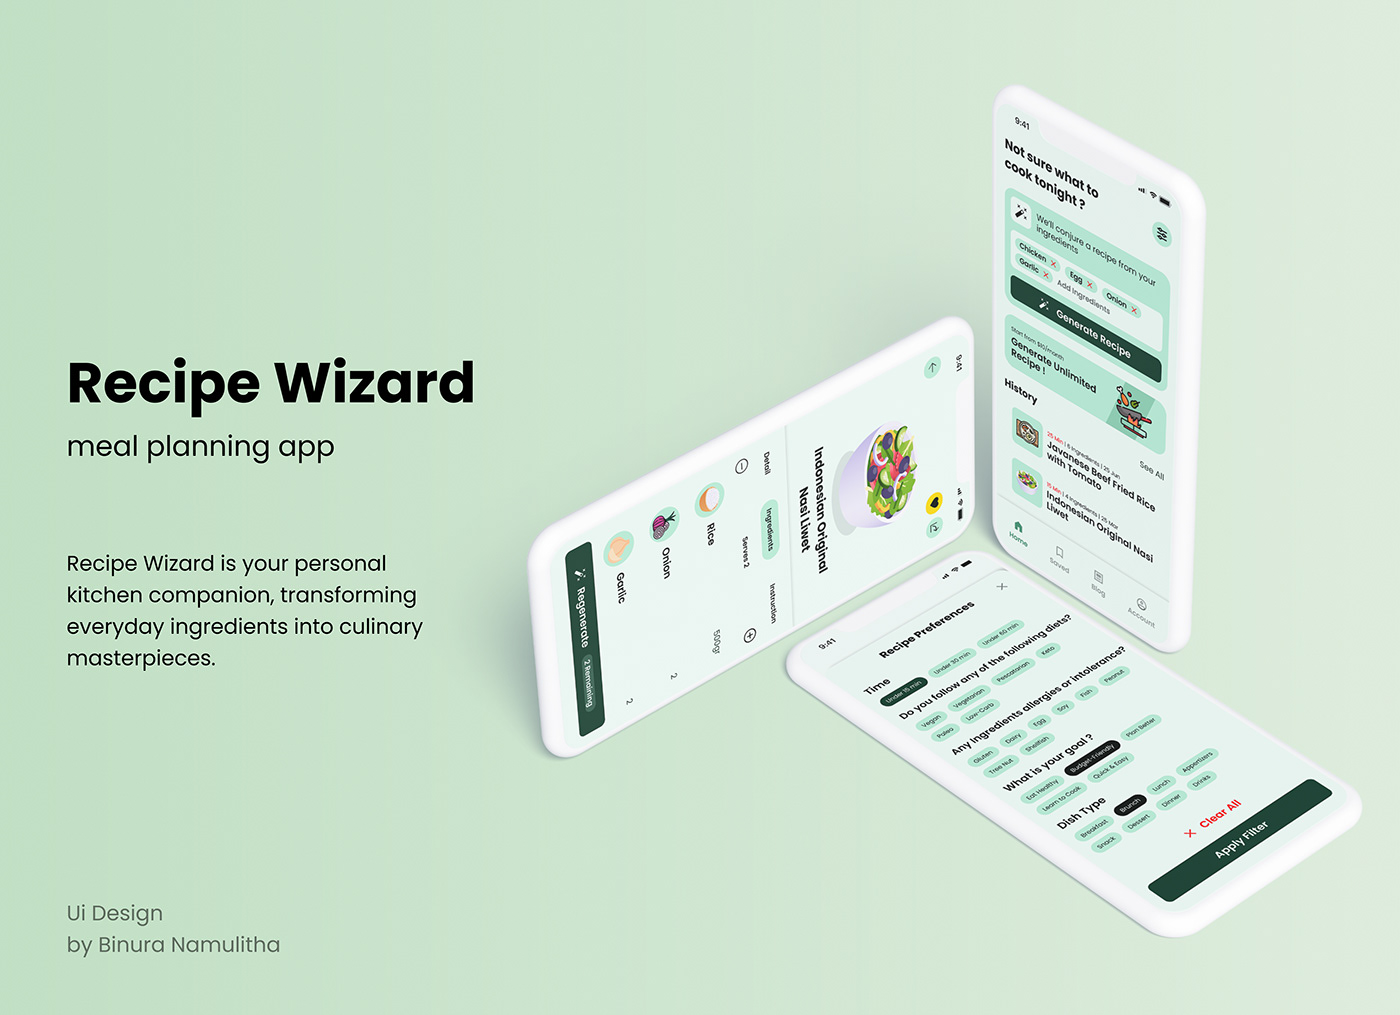 Recipe Wizard
meal planning app
Recipe Wizard is your personal
kitchen companion, transforming
everyday ingredients into culinary
masterpieces.
Ui Design
by Binura Namulitha
9:41
Not sure what to
cook tonight ?
We'll conjure a recipe from your
ingredients
Chicken Egg Onion
Garlic Add Ingredients
Generate Recipe
Start from $10/month
Generate Unlimited
Recipe !
History
See All
25 Min | 6 Ingredients | 25 Jun
Javanese Beef Fried Rice
with Tomato
15 Min | 4 Ingredients | 25 Mar
Indonesian Original Nasi
Liwet
Home Saved Blog Account
9:41
Indonesian Original
Nasi Liwet
Detail Ingredients Instruction
Serves 2
Rice 500gr
Onion 2
Garlic 2
Regenerate 2 Remaining
9:41
Recipe Preferences
Time
Under 15 min Under 30 min Under 60 min
Do you follow any of the following diets?
Vegan Vegetarian Pescatarian Keto
Paleo Low-Carb
Any ingredients allergies or intolerance?
Gluten Dairy Egg Soy Fish Peanut
Tree Nut Shellfish
What is your goal ?
Eat Healthy Budget-Friendly Plan Better
Learn to Cook Quick & Easy
Dish Type
Breakfast Brunch Lunch Appertizers
Snack Dessert Dinner Drinks
Clear All
Apply Filter